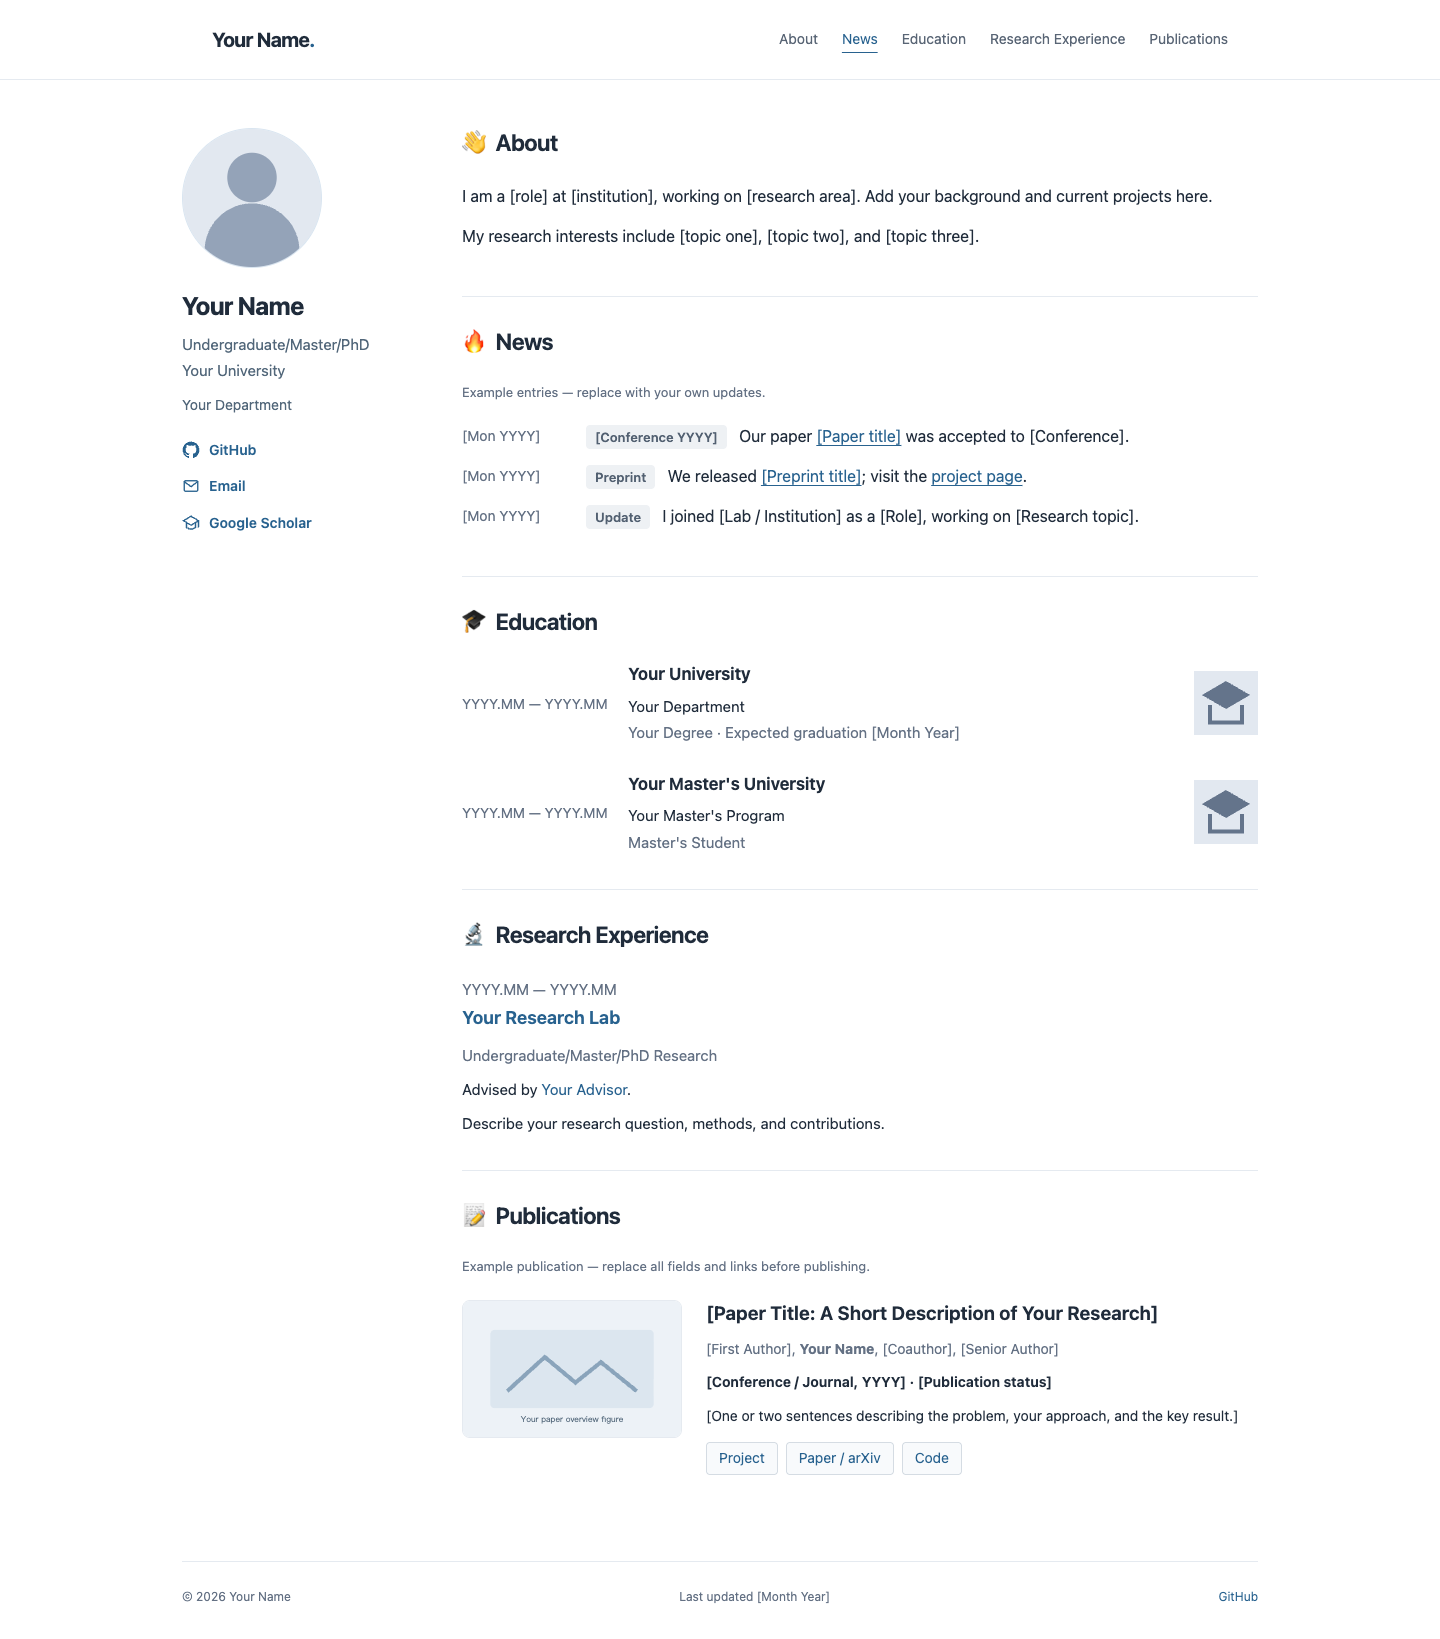 Your Name.
About News Education Research Experience Publications
Your Name
Undergraduate/Master/PhD
Your University
Your Department
GitHub
Email
Google Scholar
👋 About
I am a [role] at [institution], working on [research area]. Add your background and current projects here.
My research interests include [topic one], [topic two], and [topic three].
🔥 News
Example entries — replace with your own updates.
[Mon YYYY] [Conference YYYY] Our paper [Paper title] was accepted to [Conference].
[Mon YYYY] Preprint We released [Preprint title]; visit the project page.
[Mon YYYY] Update I joined [Lab / Institution] as a [Role], working on [Research topic].
🎓 Education
YYYY.MM — YYYY.MM
Your University
Your Department
Your Degree · Expected graduation [Month Year]
YYYY.MM — YYYY.MM
Your Master's University
Your Master's Program
Master's Student
🔬 Research Experience
YYYY.MM — YYYY.MM
Your Research Lab
Undergraduate/Master/PhD Research
Advised by Your Advisor.
Describe your research question, methods, and contributions.
📝 Publications
Example publication — replace all fields and links before publishing.
Your paper overview figure
[Paper Title: A Short Description of Your Research]
[First Author], Your Name, [Coauthor], [Senior Author]
[Conference / Journal, YYYY] · [Publication status]
[One or two sentences describing the problem, your approach, and the key result.]
Project Paper / arXiv Code
© 2026 Your Name Last updated [Month Year] GitHub